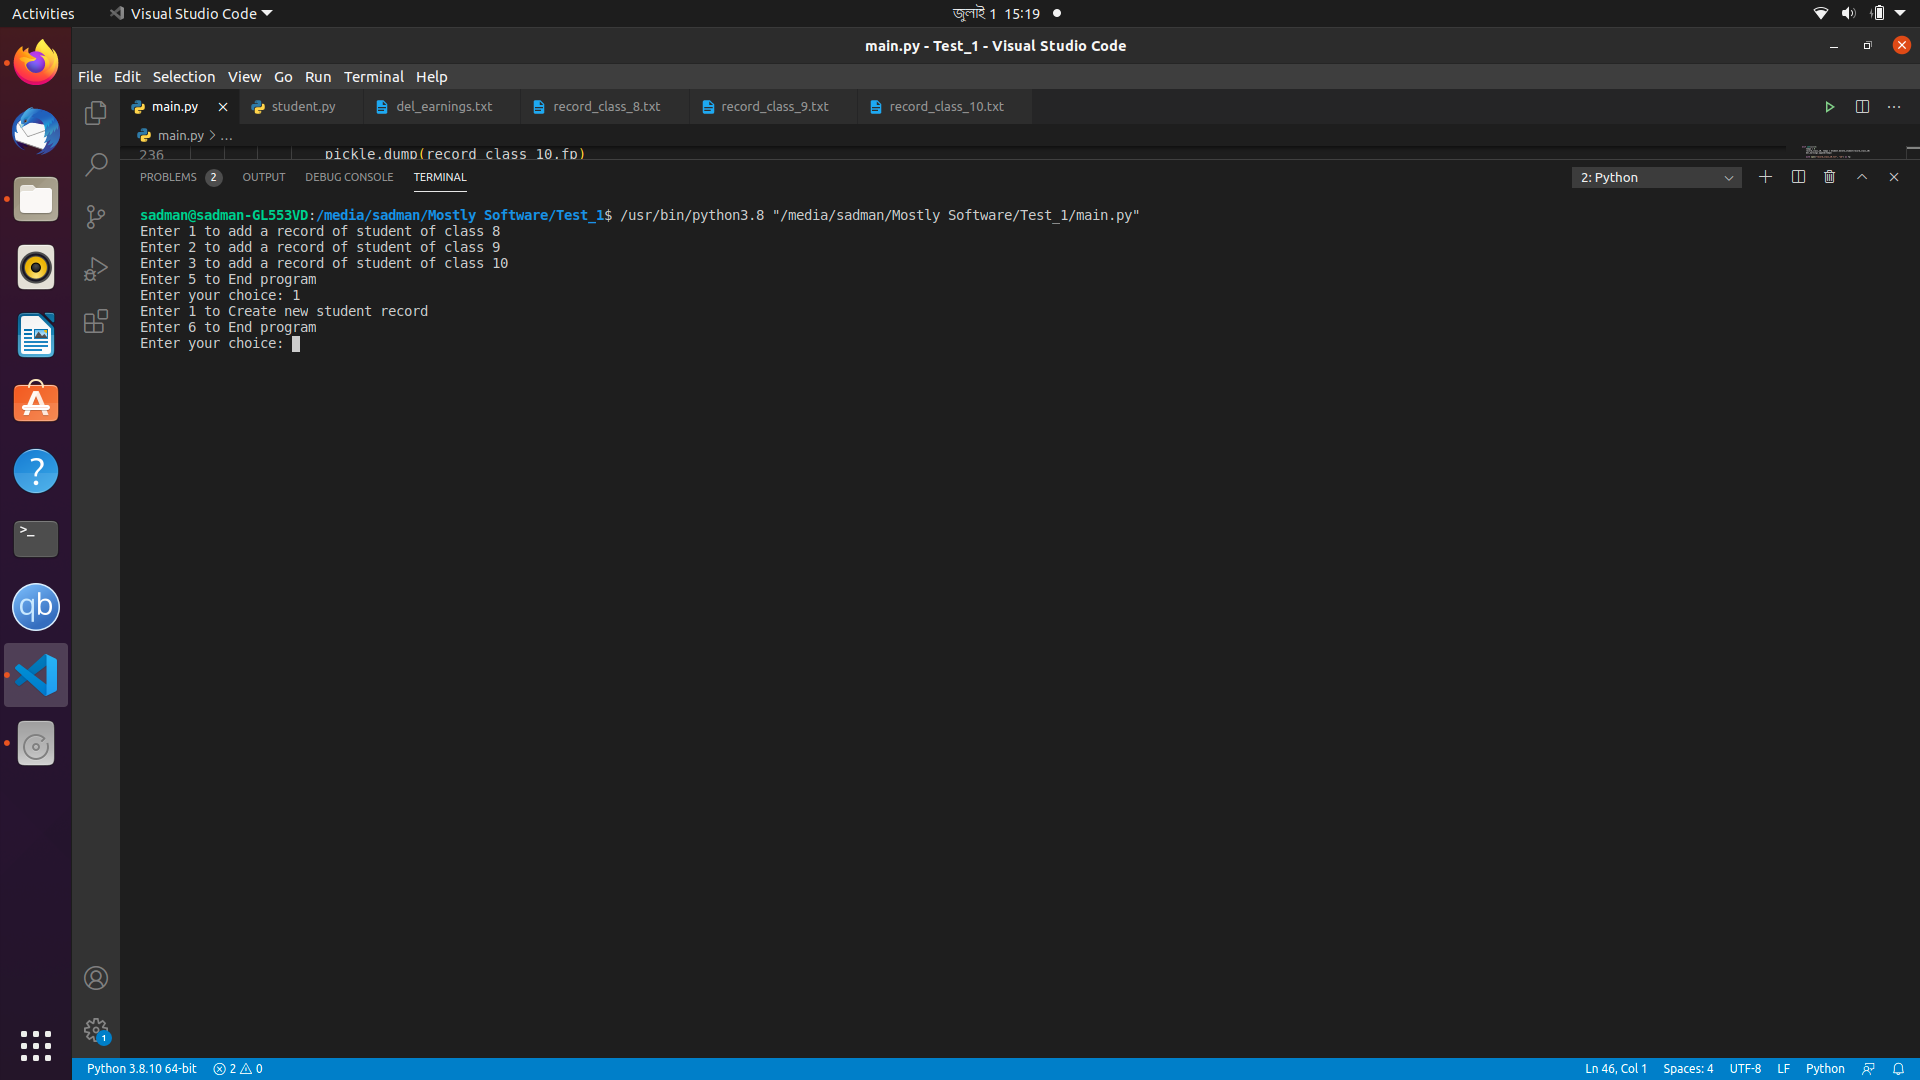 Activities Visual Studio Code জুলাই 1 15:19
main.py - Test_1 - Visual Studio Code
File Edit Selection View Go Run Terminal Help
main.py student.py del_earnings.txt record_class_8.txt record_class_9.txt record_class_10.txt
main.py > ...
236 pickle.dump(record_class_10,fp)
PROBLEMS 2 OUTPUT DEBUG CONSOLE TERMINAL 2: Python
sadman@sadman-GL553VD:/media/sadman/Mostly Software/Test_1$ /usr/bin/python3.8 "/media/sadman/Mostly Software/Test_1/main.py"
Enter 1 to add a record of student of class 8
Enter 2 to add a record of student of class 9
Enter 3 to add a record of student of class 10
Enter 5 to End program
Enter your choice: 1
Enter 1 to Create new student record
Enter 6 to End program
Enter your choice:
>_
qb
1
Python 3.8.10 64-bit 2 0 Ln 46, Col 1 Spaces: 4 UTF-8 LF Python